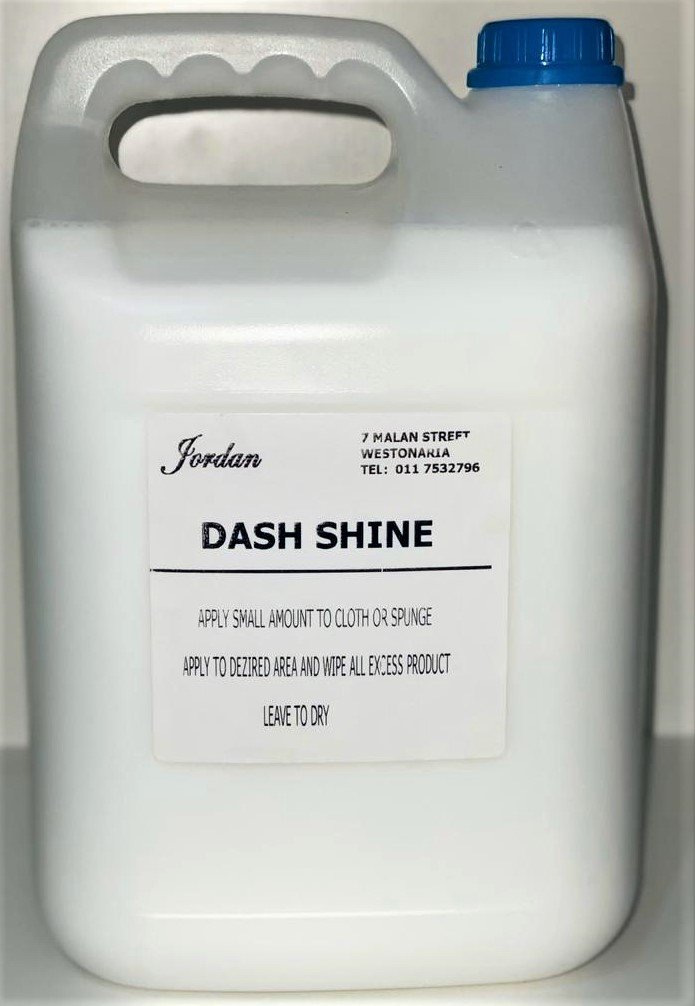 Jordan
7 MALAN STREET
WESTONARIA
TEL: 011 7532796
DASH SHINE
APPLY SMALL AMOUNT TO CLOTH OR SPUNGE
APPLY TO DEZIRED AREA AND WIPE ALL EXCESS PRODUCT
LEAVE TO DRY